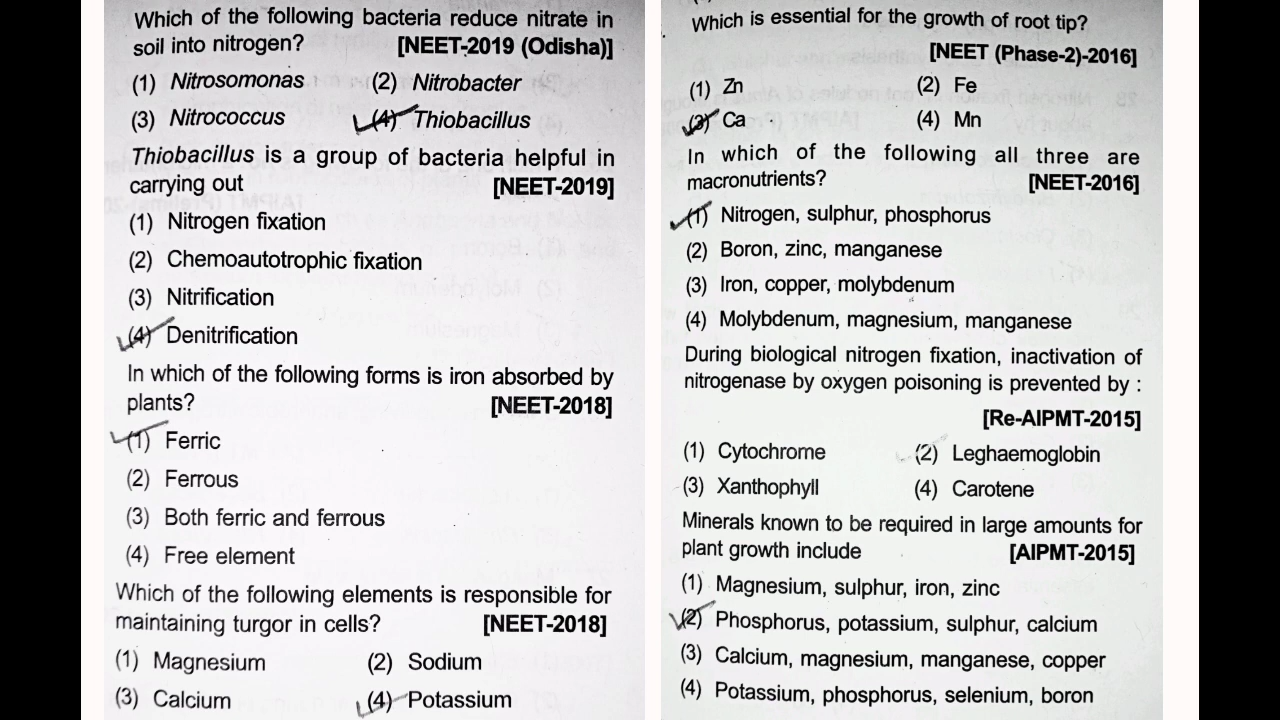 Which of the following bacteria reduce nitrate in
soil into nitrogen? [NEET-2019 (Odisha)]
(1) Nitrosomonas (2) Nitrobacter
(3) Nitrococcus (4) Thiobacillus
Thiobacillus is a group of bacteria helpful in
carrying out [NEET-2019]
(1) Nitrogen fixation
(2) Chemoautotrophic fixation
(3) Nitrification
(4) Denitrification
In which of the following forms is iron absorbed by
plants? [NEET-2018]
(1) Ferric
(2) Ferrous
(3) Both ferric and ferrous
(4) Free element
Which of the following elements is responsible for
maintaining turgor in cells? [NEET-2018]
(1) Magnesium (2) Sodium
(3) Calcium (4) Potassium
Which is essential for the growth of root tip?
[NEET (Phase-2)-2016]
(1) Zn (2) Fe
(3) Ca (4) Mn
In which of the following all three are
macronutrients? [NEET-2016]
(1) Nitrogen, sulphur, phosphorus
(2) Boron, zinc, manganese
(3) Iron, copper, molybdenum
(4) Molybdenum, magnesium, manganese
During biological nitrogen fixation, inactivation of
nitrogenase by oxygen poisoning is prevented by :
[Re-AIPMT-2015]
(1) Cytochrome (2) Leghaemoglobin
(3) Xanthophyll (4) Carotene
Minerals known to be required in large amounts for
plant growth include [AIPMT-2015]
(1) Magnesium, sulphur, iron, zinc
(2) Phosphorus, potassium, sulphur, calcium
(3) Calcium, magnesium, manganese, copper
(4) Potassium, phosphorus, selenium, boron